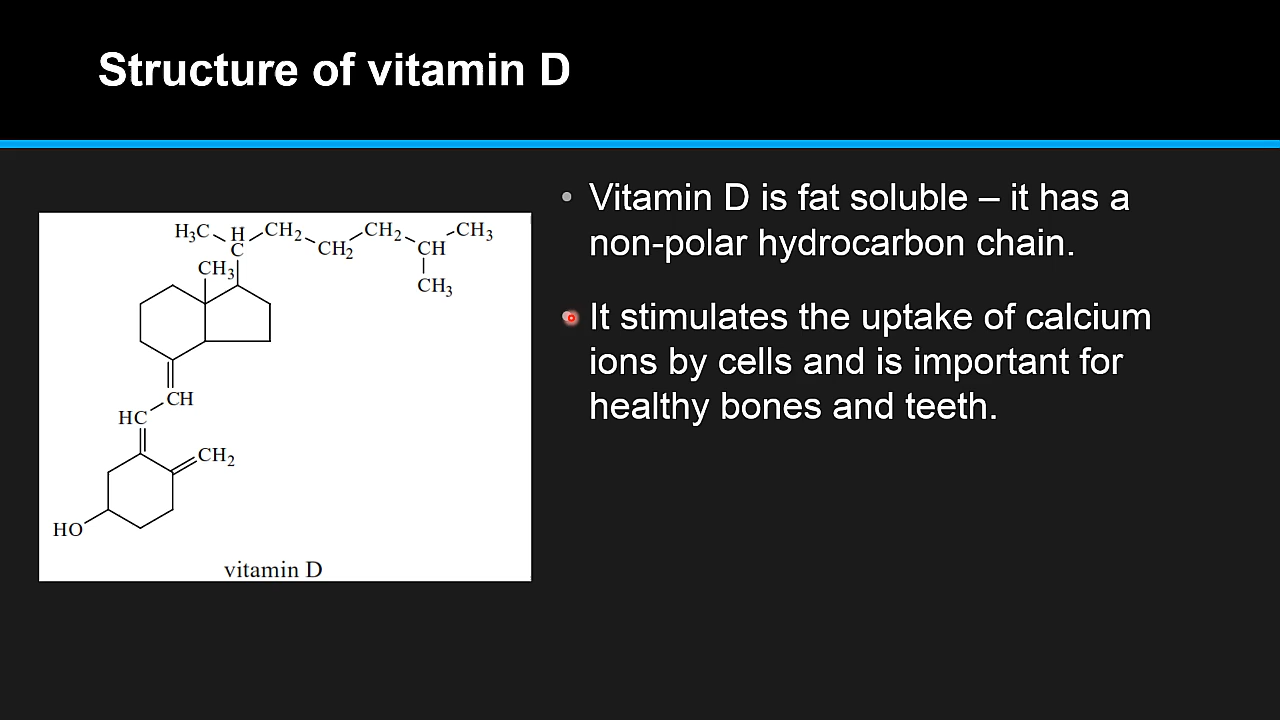 Structure of vitamin D
H₃C H CH₂ CH₂ CH₃
C CH₂ CH
CH₃
CH₃
CH
HC
CH₂
HO
vitamin D
• Vitamin D is fat soluble – it has a
non-polar hydrocarbon chain.
• It stimulates the uptake of calcium
ions by cells and is important for
healthy bones and teeth.